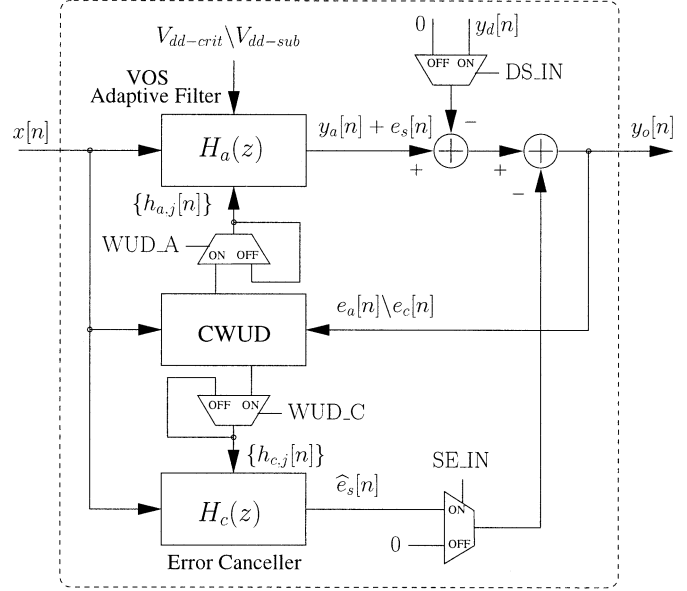 V_{dd-crit}\V_{dd-sub}
0
y_d[n]
OFF ON
DS_IN
VOS
Adaptive Filter
x[n]
H_a(z)
y_a[n] + e_s[n]
−
+
+
+
+
−
y_o[n]
{h_{a,j}[n]}
WUD_A
ON OFF
e_a[n]\e_c[n]
CWUD
OFF ON
WUD_C
{h_{c,j}[n]}
SE_IN
ê_s[n]
H_c(z)
ON
0
OFF
Error Canceller